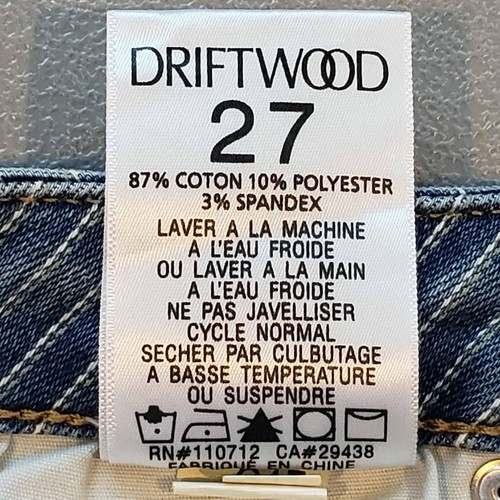 DRIFTWOOD
27
87% COTON 10% POLYESTER
3% SPANDEX
LAVER A LA MACHINE
A L'EAU FROIDE
OU LAVER A LA MAIN
A L'EAU FROIDE
NE PAS JAVELLISER
CYCLE NORMAL
SECHER PAR CULBUTAGE
A BASSE TEMPERATURE
OU SUSPENDRE
RN#110712 CA#29438
FABRIQUÉ EN CHINE